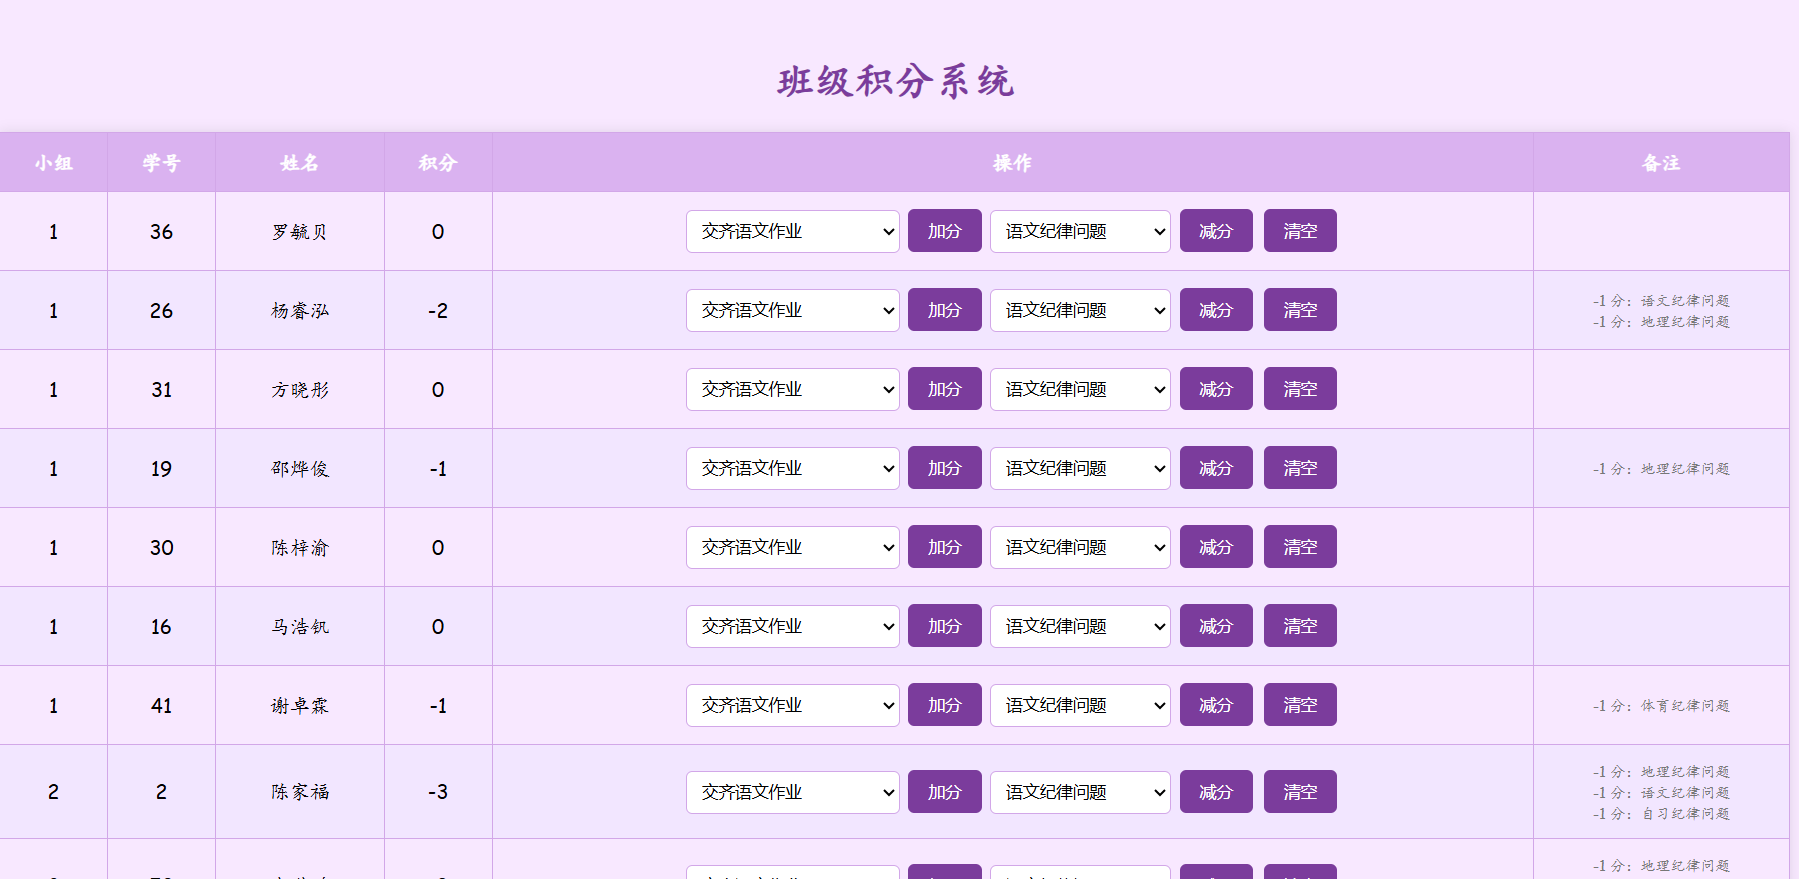 班级积分系统
小组 学号 姓名 积分 操作 备注
1 36 罗毓贝 0 交齐语文作业 加分 语文纪律问题 减分 清空
1 26 杨睿泓 -2 交齐语文作业 加分 语文纪律问题 减分 清空 -1 分：语文纪律问题
-1 分：地理纪律问题
1 31 方晓彤 0 交齐语文作业 加分 语文纪律问题 减分 清空
1 19 邵烨俊 -1 交齐语文作业 加分 语文纪律问题 减分 清空 -1 分：地理纪律问题
1 30 陈梓渝 0 交齐语文作业 加分 语文纪律问题 减分 清空
1 16 马浩钒 0 交齐语文作业 加分 语文纪律问题 减分 清空
1 41 谢卓霖 -1 交齐语文作业 加分 语文纪律问题 减分 清空 -1 分：体育纪律问题
2 2 陈家福 -3 交齐语文作业 加分 语文纪律问题 减分 清空 -1 分：地理纪律问题
-1 分：语文纪律问题
-1 分：自习纪律问题
-1 分：地理纪律问题